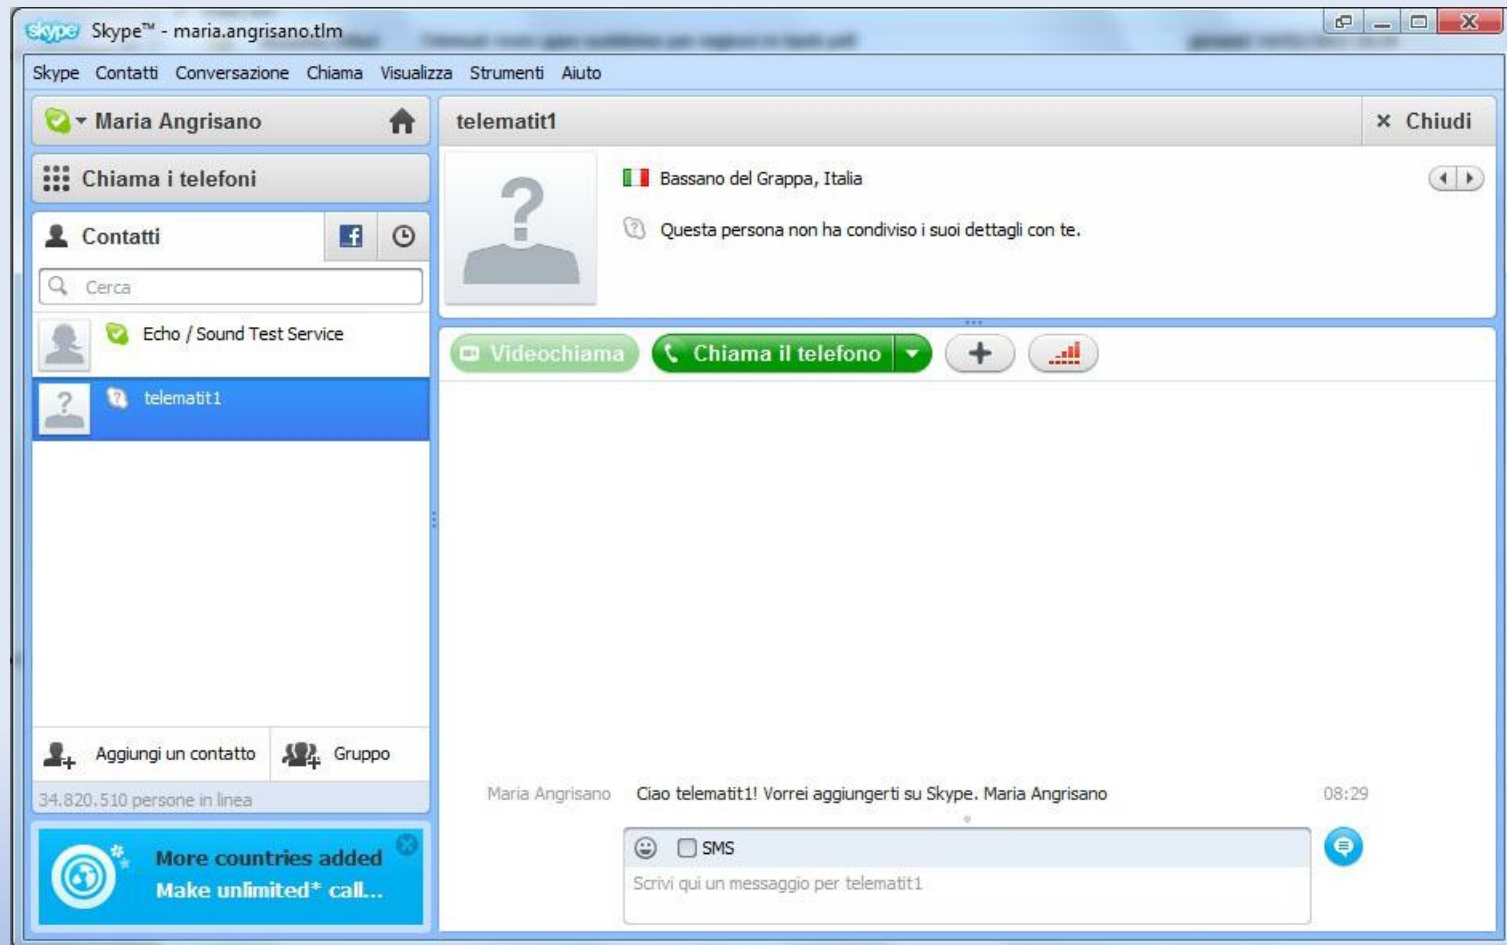 skype Skype™ - maria.angrisano.tlm
Skype Contatti Conversazione Chiama Visualizza Strumenti Aiuto
Maria Angrisano
Chiama i telefoni
Contatti
Cerca
Echo / Sound Test Service
telematit1
Aggiungi un contatto Gruppo
34.820.510 persone in linea
More countries added
Make unlimited* call...
telematit1 × Chiudi
Bassano del Grappa, Italia
Questa persona non ha condiviso i suoi dettagli con te.
Videochiama Chiama il telefono
Maria Angrisano Ciao telematit1! Vorrei aggiungerti su Skype. Maria Angrisano 08:29
SMS
Scrivi qui un messaggio per telematit1